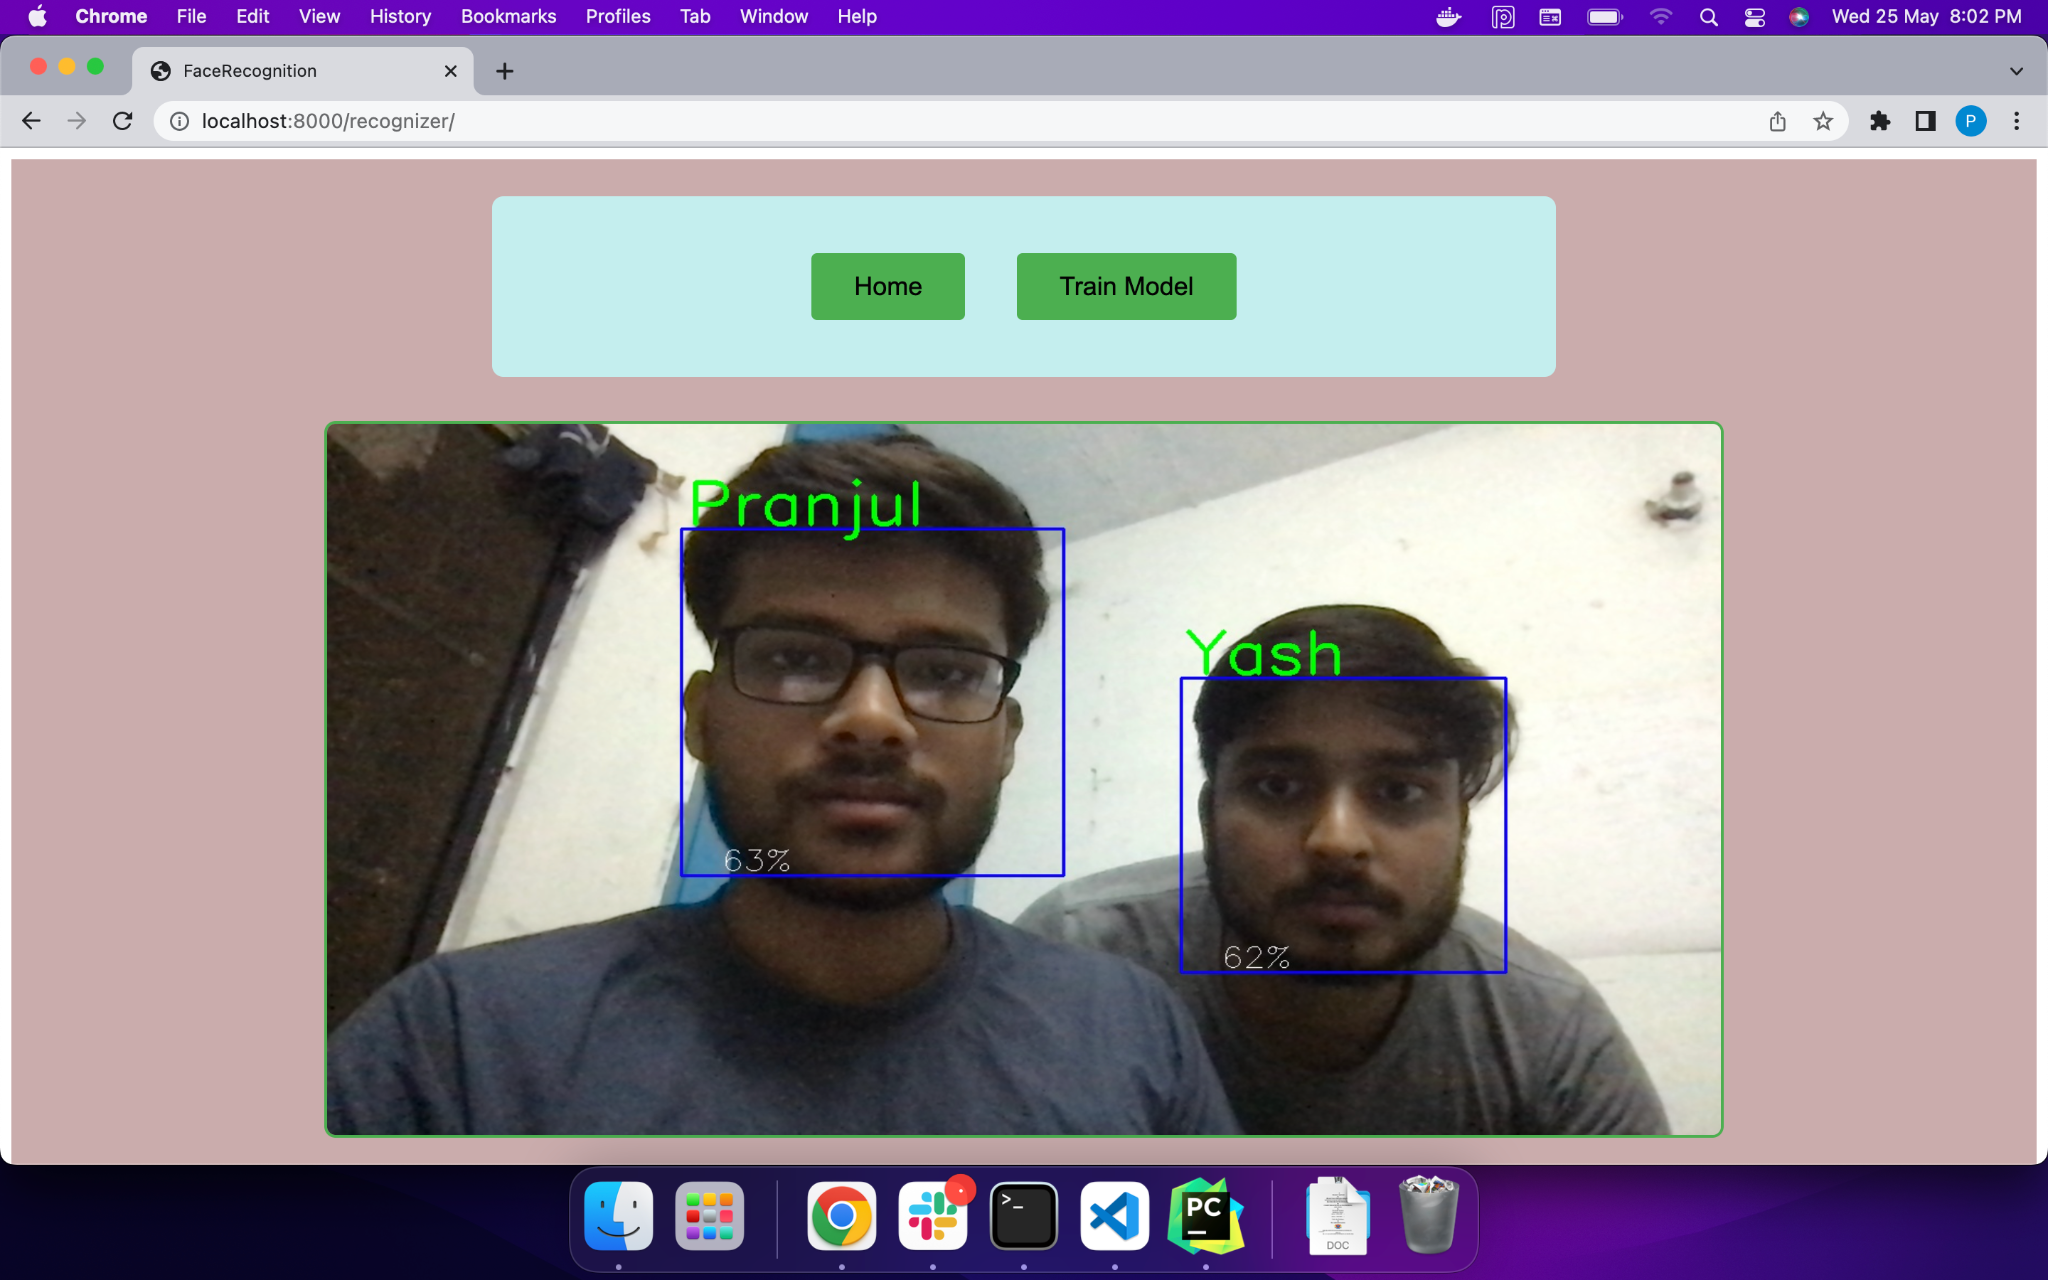 Chrome File Edit View History Bookmarks Profiles Tab Window Help Wed 25 May 8:02 PM
FaceRecognition
localhost:8000/recognizer/ P
Home Train Model
Pranjul
Yash
63%
62%
>_ PC DOC